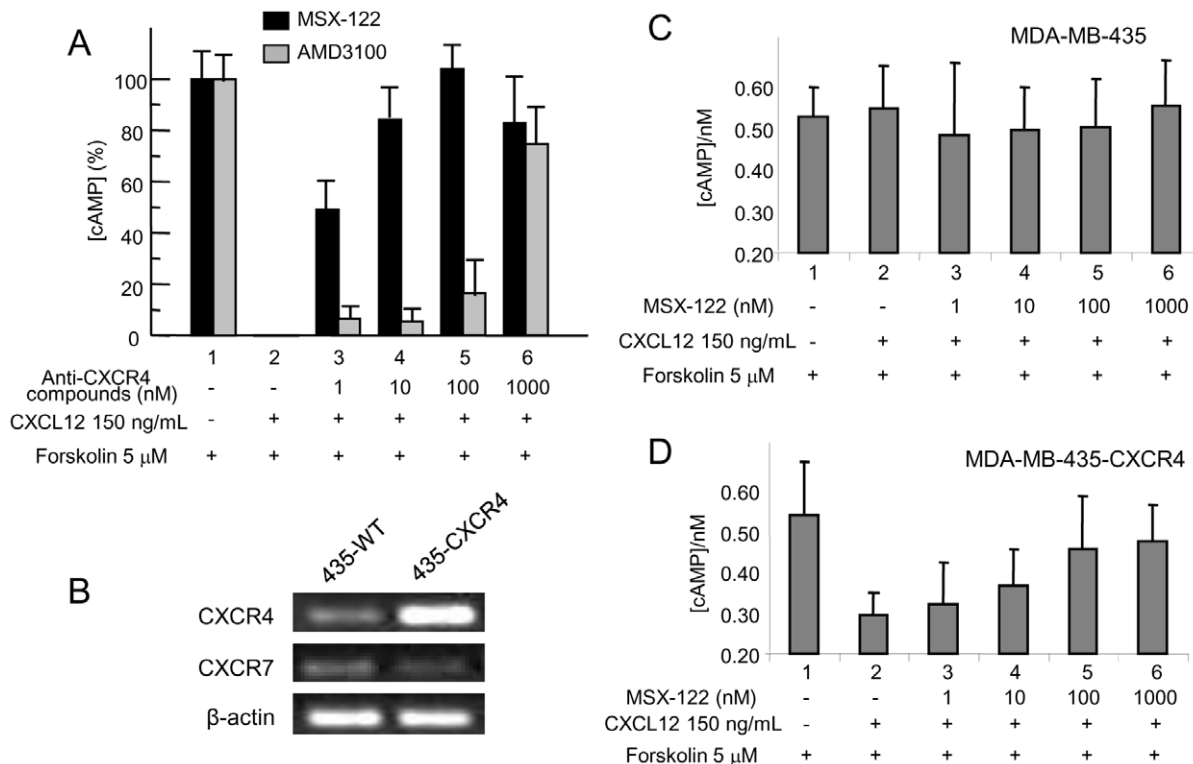 A
MSX-122
AMD3100
[cAMP] (%)
100
80
60
40
20
0
1 2 3 4 5 6
Anti-CXCR4
compounds (nM) - - 1 10 100 1000
CXCL12 150 ng/mL - + + + + +
Forskolin 5 μM + + + + + +
B
435-WT 435-CXCR4
CXCR4
CXCR7
β-actin
C
MDA-MB-435
[cAMP]/nM
0.60
0.50
0.40
0.30
0.20
1 2 3 4 5 6
MSX-122 (nM) - - 1 10 100 1000
CXCL12 150 ng/mL - + + + + +
Forskolin 5 μM + + + + + +
D
MDA-MB-435-CXCR4
[cAMP]/nM
0.60
0.50
0.40
0.30
0.20
1 2 3 4 5 6
MSX-122 (nM) - - 1 10 100 1000
CXCL12 150 ng/mL - + + + + +
Forskolin 5 μM + + + + + +